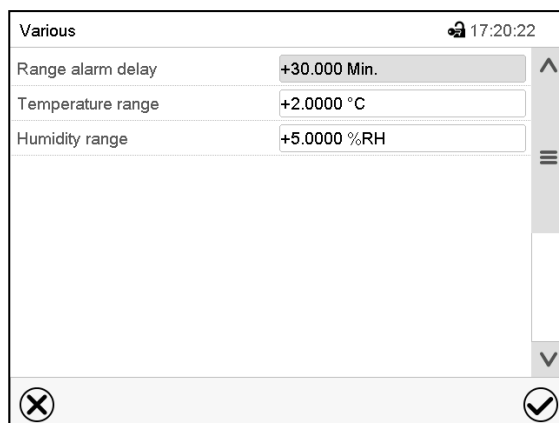 Various 17:20:22
Range alarm delay +30.000 Min.
Temperature range +2.0000 °C
Humidity range +5.0000 %RH